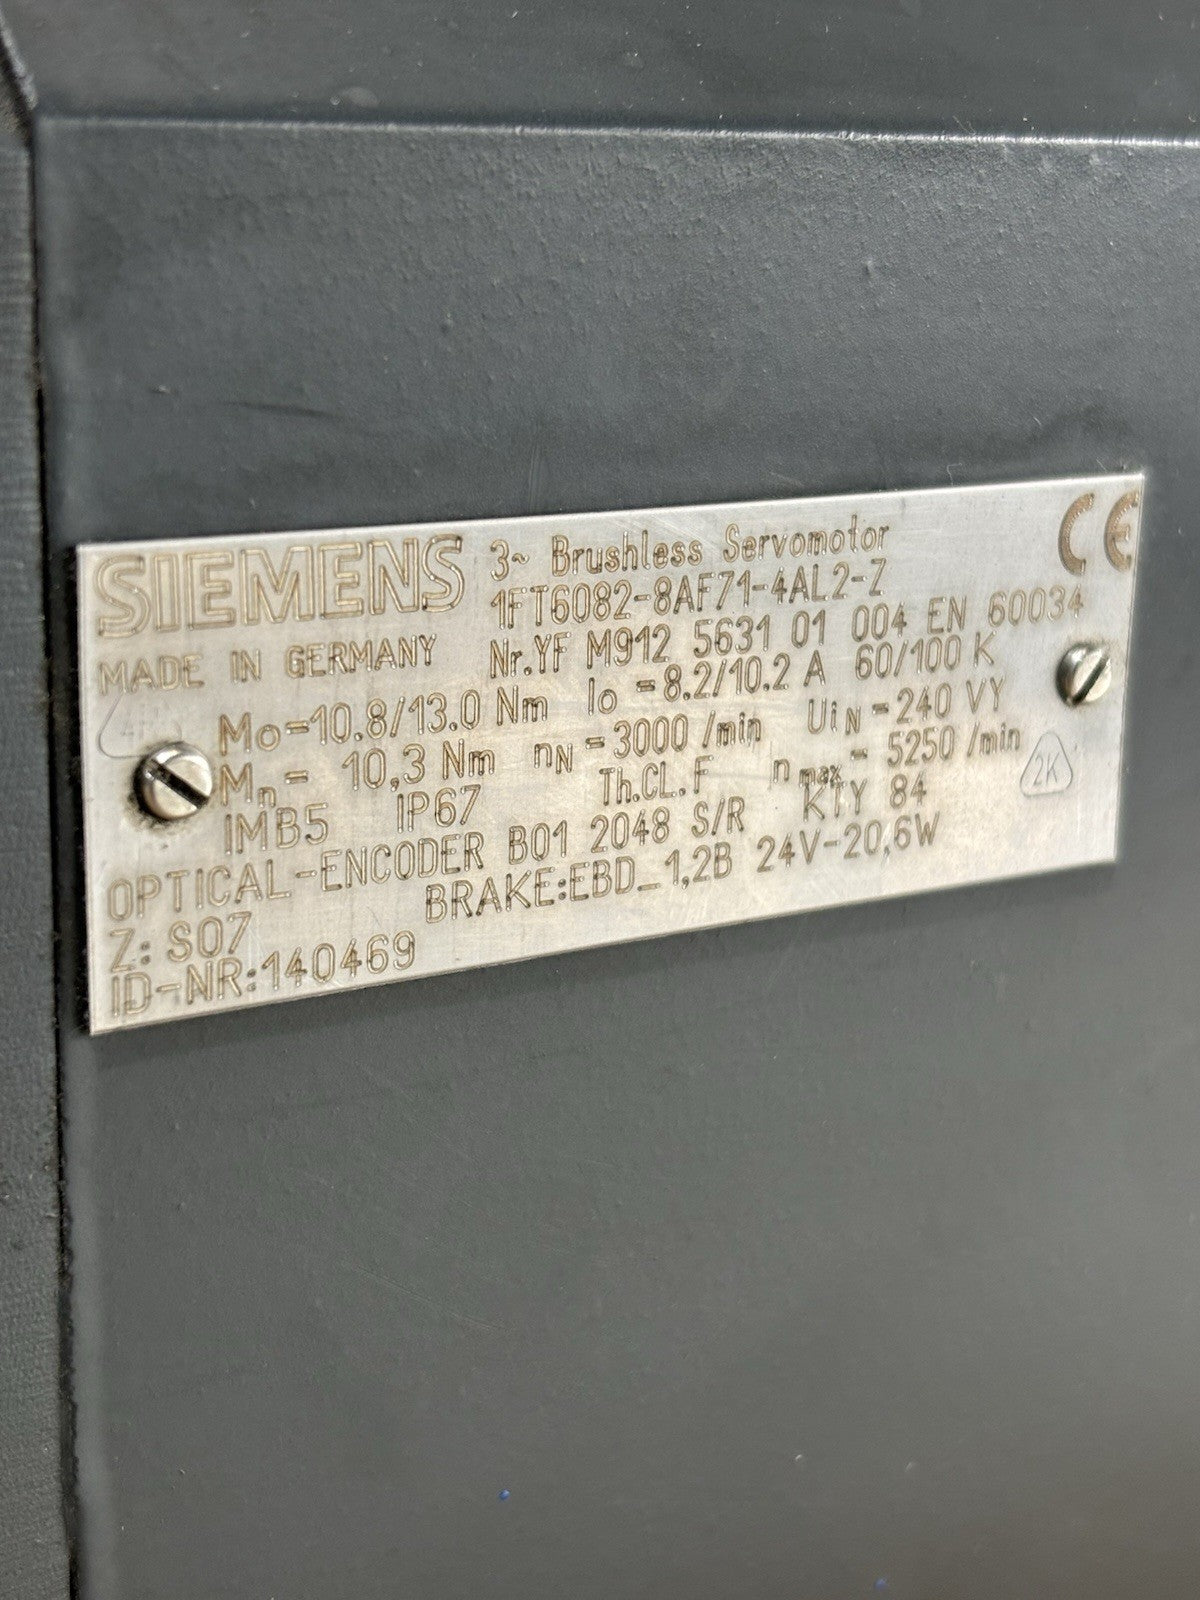 SIEMENS 3~ Brushless Servomotor CE
1FT6082-8AF71-4AL2-Z
MADE IN GERMANY Nr.YF M912 5631 01 004 EN 60034
Mo=10.8/13.0 Nm Io =8.2/10.2 A 60/100 K
Mn= 10,3 Nm nN =3000 /min UiN =240 VY
IMB5 IP67 Th.CL.F nmax = 5250 /min
OPTICAL-ENCODER B01 2048 S/R KTY 84
Z: S07 BRAKE:EBD_1,2B 24V-20,6W
ID-NR:140469
2K